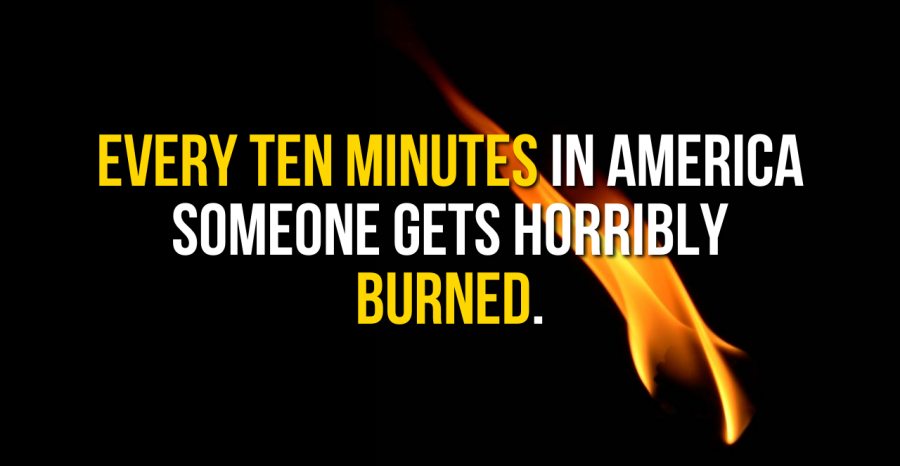 EVERY TEN MINUTES IN AMERICA
SOMEONE GETS HORRIBLY
BURNED.